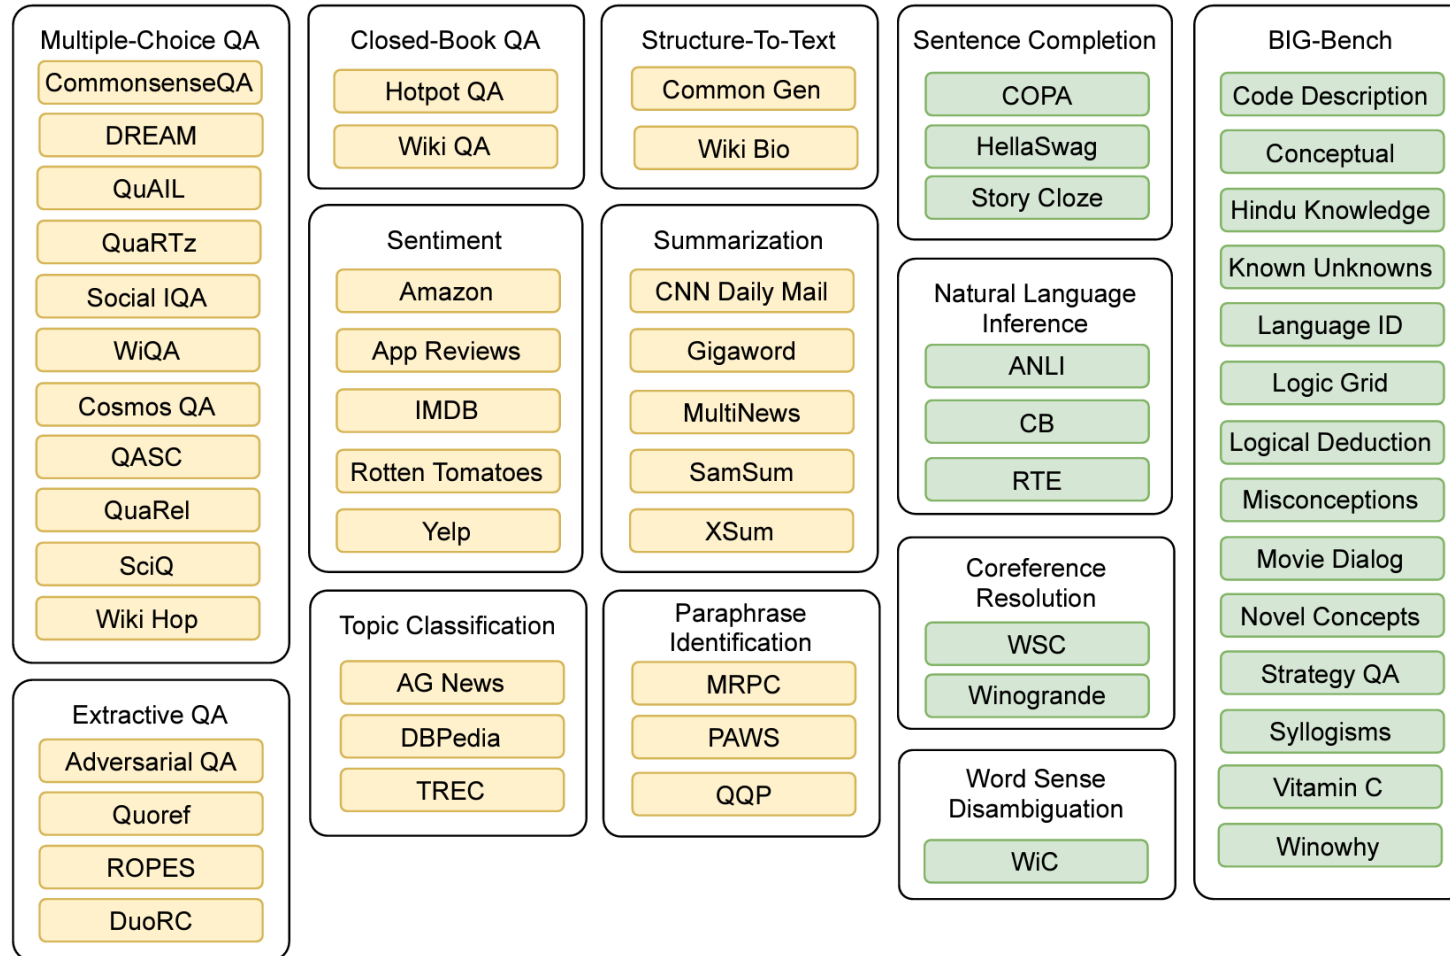 Multiple-Choice QA
CommonsenseQA
DREAM
QuAIL
QuaRTz
Social IQA
WiQA
Cosmos QA
QASC
QuaRel
SciQ
Wiki Hop
Extractive QA
Adversarial QA
Quoref
ROPES
DuoRC
Closed-Book QA
Hotpot QA
Wiki QA
Sentiment
Amazon
App Reviews
IMDB
Rotten Tomatoes
Yelp
Topic Classification
AG News
DBPedia
TREC
Structure-To-Text
Common Gen
Wiki Bio
Summarization
CNN Daily Mail
Gigaword
MultiNews
SamSum
XSum
Paraphrase
Identification
MRPC
PAWS
QQP
Sentence Completion
COPA
HellaSwag
Story Cloze
Natural Language
Inference
ANLI
CB
RTE
Coreference
Resolution
WSC
Winogrande
Word Sense
Disambiguation
WiC
BIG-Bench
Code Description
Conceptual
Hindu Knowledge
Known Unknowns
Language ID
Logic Grid
Logical Deduction
Misconceptions
Movie Dialog
Novel Concepts
Strategy QA
Syllogisms
Vitamin C
Winowhy